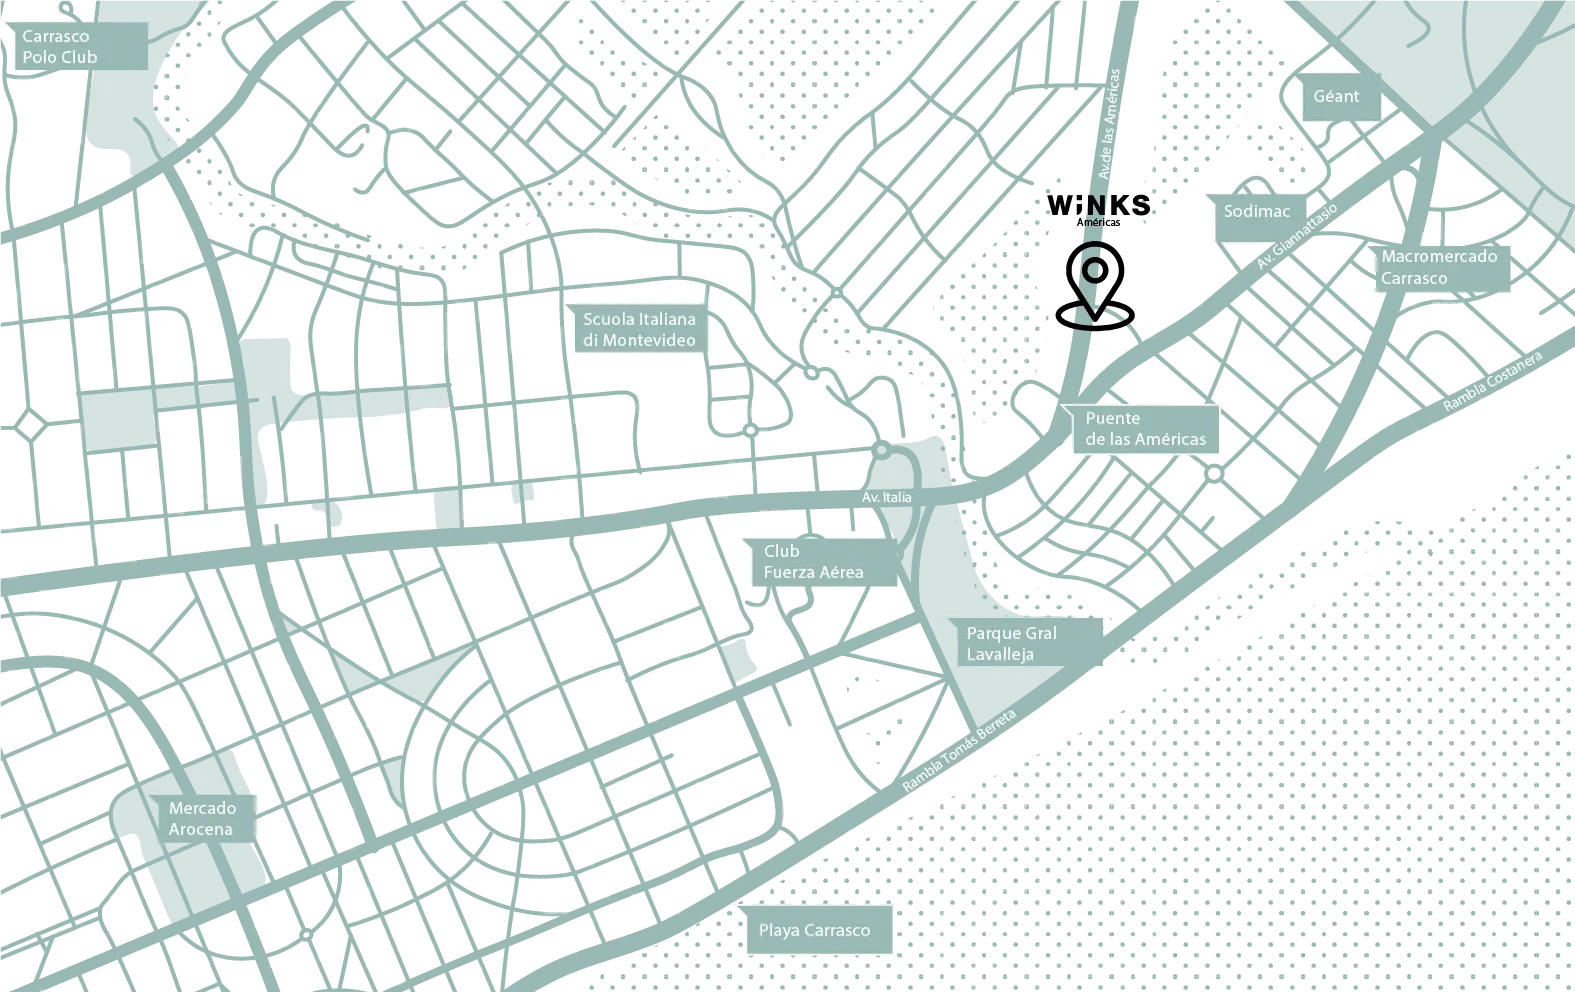 Carrasco
Polo Club
Géant
Av.de las Américas
WiNKS
Américas
Sodimac
Av. Giannattasio
Macromercado
Carrasco
Scuola Italiana
di Montevideo
Rambla Costanera
Puente
de las Américas
Av. Italia
Club
Fuerza Aérea
Parque Gral
Lavalleja
Rambla Tomás Berreta
Mercado
Arocena
Playa Carrasco